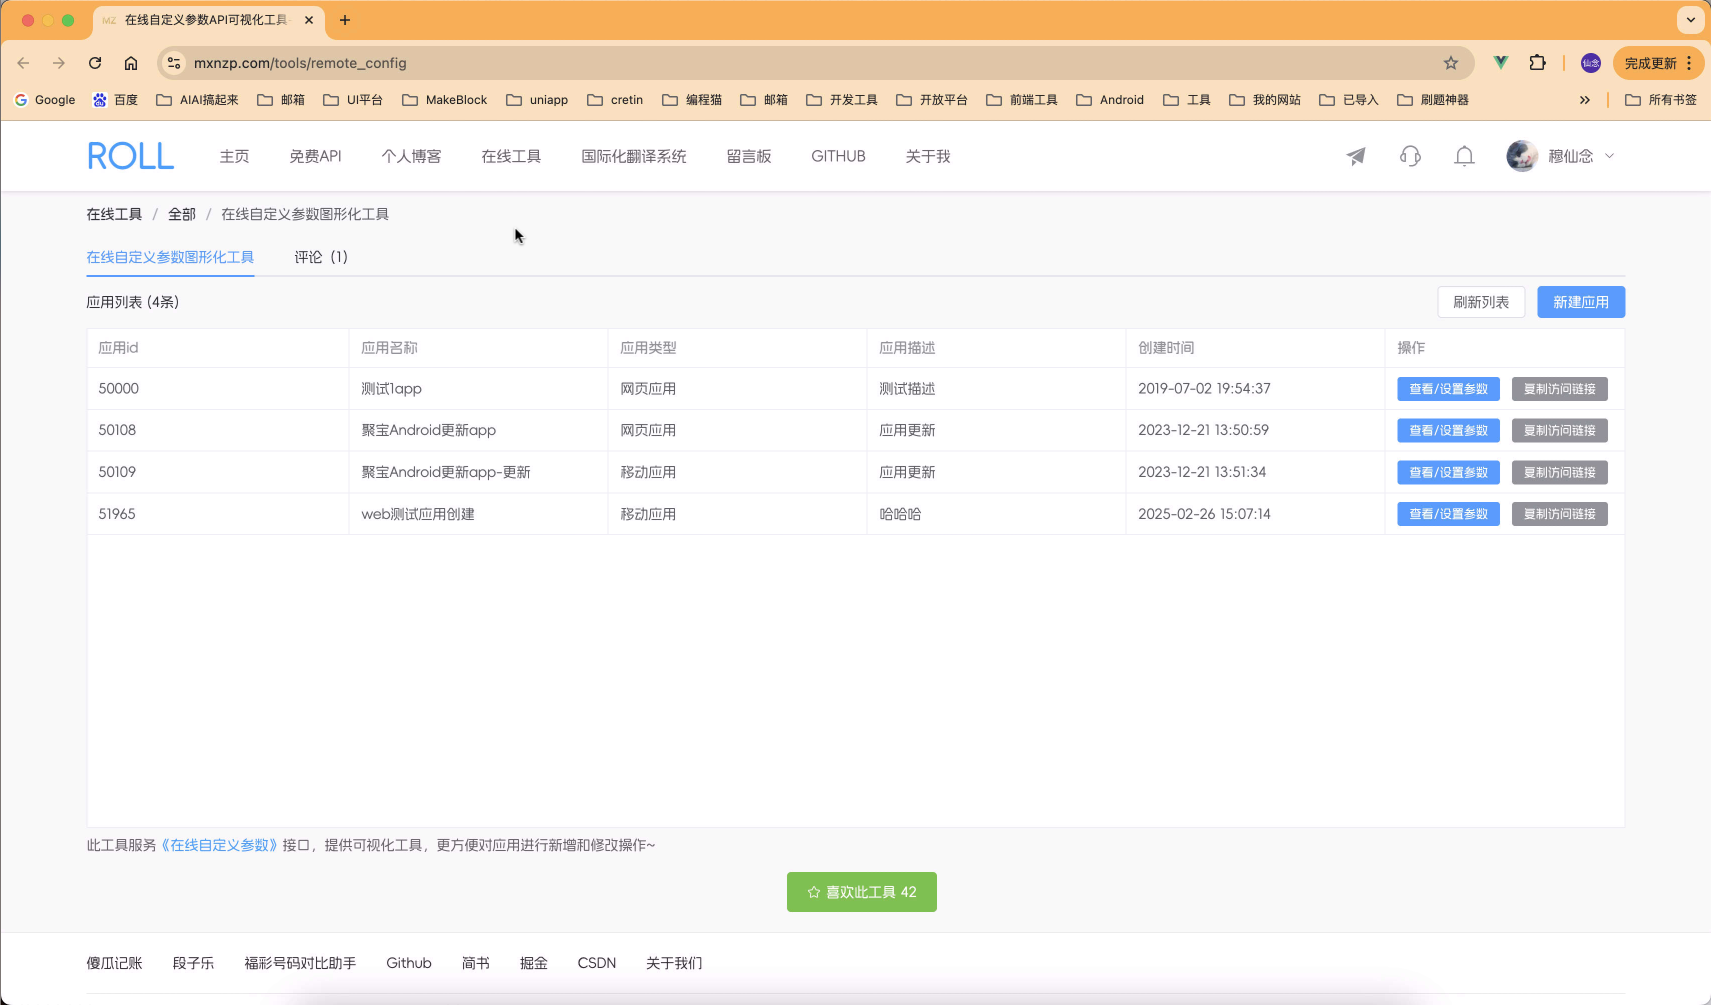 MZ 在线自定义参数API可视化工具
mxnzp.com/tools/remote_config
仙念
完成更新
Google 百度 AIAI搞起来 邮箱 UI平台 MakeBlock uniapp cretin 编程猫 邮箱 开发工具 开放平台 前端工具 Android 工具 我的网站 已导入 刷题神器 » 所有书签
ROLL 主页 免费API 个人博客 在线工具 国际化翻译系统 留言板 GITHUB 关于我 穆仙念
在线工具 / 全部 / 在线自定义参数图形化工具
在线自定义参数图形化工具 评论（1）
应用列表 (4条) 刷新列表 新建应用
应用id 应用名称 应用类型 应用描述 创建时间 操作
50000 测试1app 网页应用 测试描述 2019-07-02 19:54:37 查看/设置参数 复制访问链接
50108 聚宝Android更新app 网页应用 应用更新 2023-12-21 13:50:59 查看/设置参数 复制访问链接
50109 聚宝Android更新app-更新 移动应用 应用更新 2023-12-21 13:51:34 查看/设置参数 复制访问链接
51965 web测试应用创建 移动应用 哈哈哈 2025-02-26 15:07:14 查看/设置参数 复制访问链接
此工具服务《在线自定义参数》接口，提供可视化工具，更方便对应用进行新增和修改操作~
喜欢此工具 42
傻瓜记账 段子乐 福彩号码对比助手 Github 简书 掘金 CSDN 关于我们